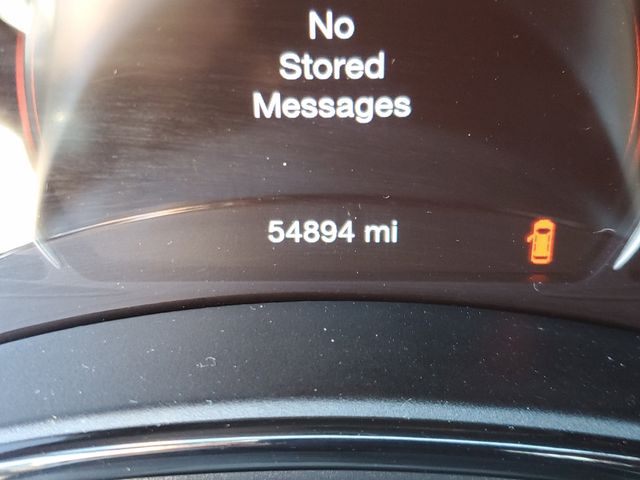 No
Stored
Messages
54894 mi